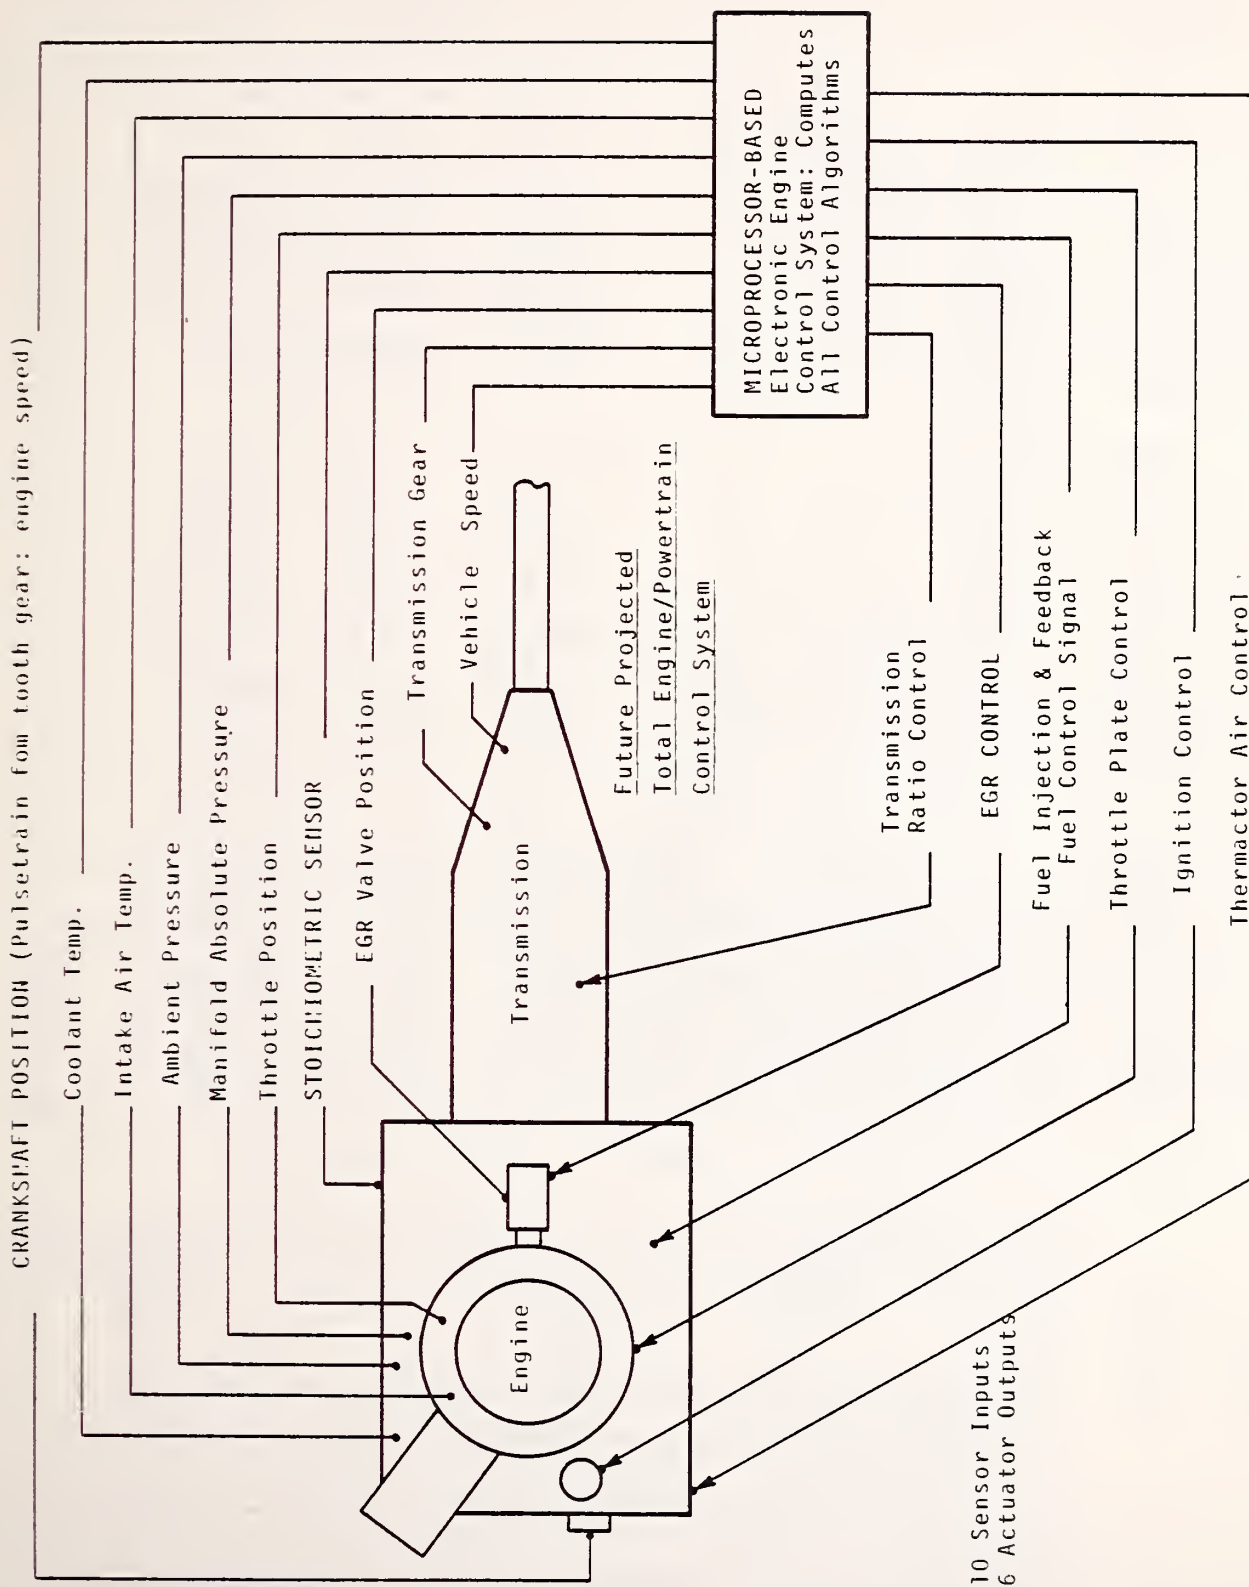 CRANKSHAFT POSITION (Pulsetrain fom tooth gear: engine speed)
Coolant Temp.
Intake Air Temp.
Ambient Pressure
Manifold Absolute Pressure
Throttle Position
STOICHIOMETRIC SENSOR
EGR Valve Position
Transmission Gear
Vehicle Speed
Engine
Transmission
Future Projected
Total Engine/Powertrain
Control System
MICROPROCESSOR-BASED
Electronic Engine
Control System: Computes
All Control Algorithms
Transmission
Ratio Control
EGR CONTROL
Fuel Injection & Feedback
Fuel Control Signal
Throttle Plate Control
Ignition Control
Thermactor Air Control
10 Sensor Inputs
6 Actuator Outputs